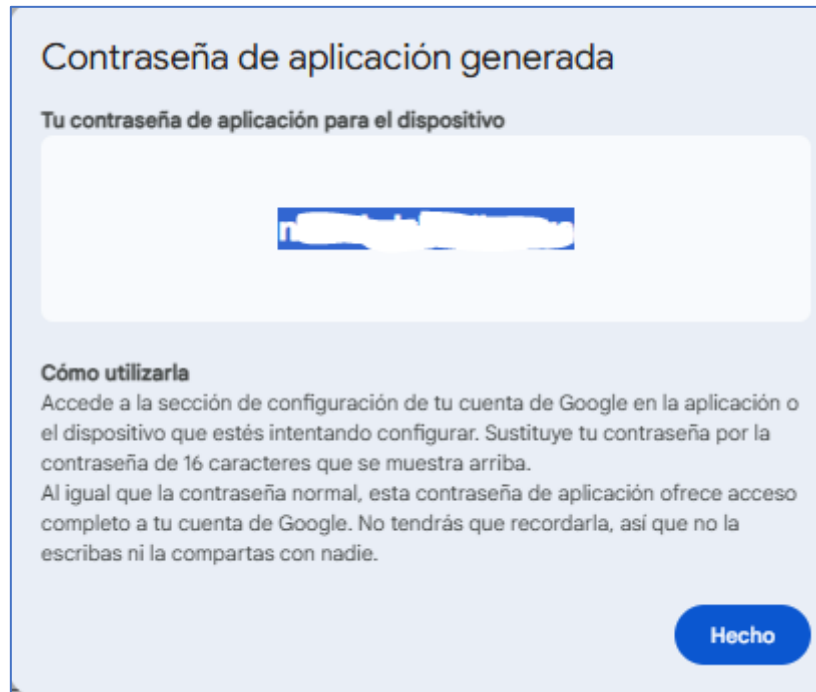 Contraseña de aplicación generada
Tu contraseña de aplicación para el dispositivo
Cómo utilizarla
Accede a la sección de configuración de tu cuenta de Google en la aplicación o
el dispositivo que estés intentando configurar. Sustituye tu contraseña por la
contraseña de 16 caracteres que se muestra arriba.
Al igual que la contraseña normal, esta contraseña de aplicación ofrece acceso
completo a tu cuenta de Google. No tendrás que recordarla, así que no la
escribas ni la compartas con nadie.
Hecho